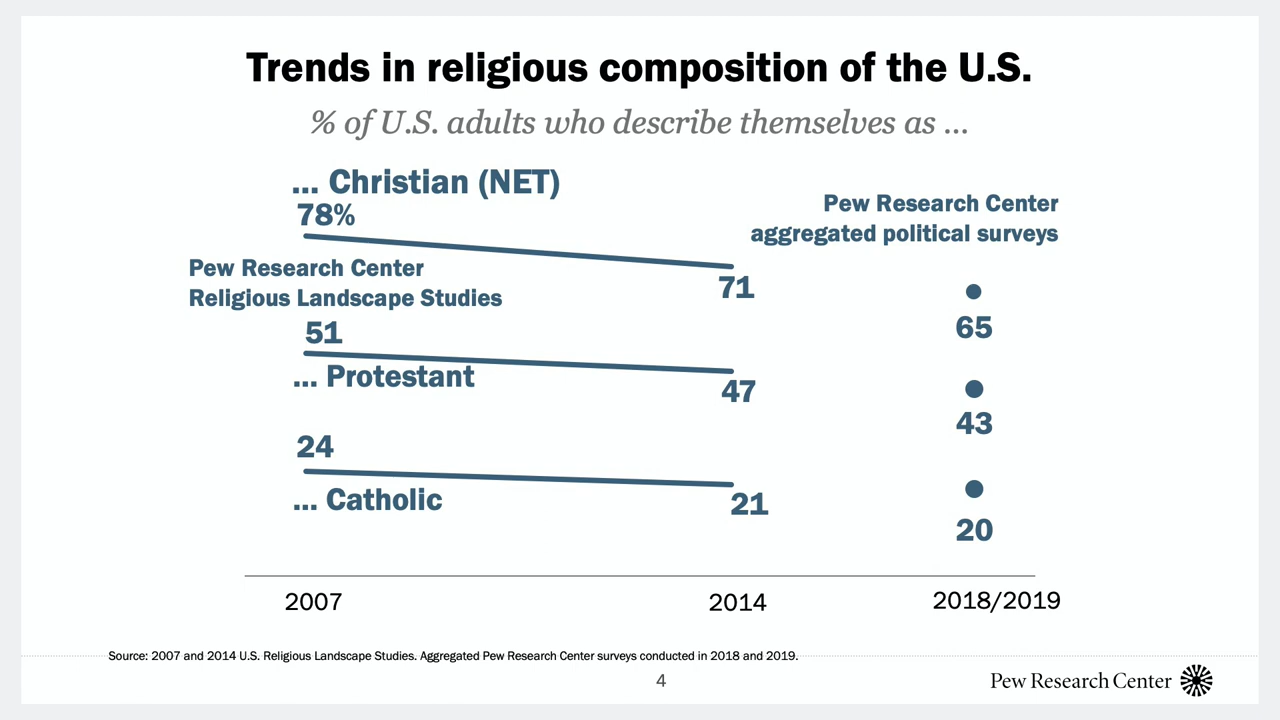 Trends in religious composition of the U.S.
% of U.S. adults who describe themselves as ...
... Christian (NET)
78%
Pew Research Center
aggregated political surveys
Pew Research Center
Religious Landscape Studies
71
65
51
... Protestant
47
43
24
... Catholic
21
20
2007
2014
2018/2019
Source: 2007 and 2014 U.S. Religious Landscape Studies. Aggregated Pew Research Center surveys conducted in 2018 and 2019.
4
Pew Research Center